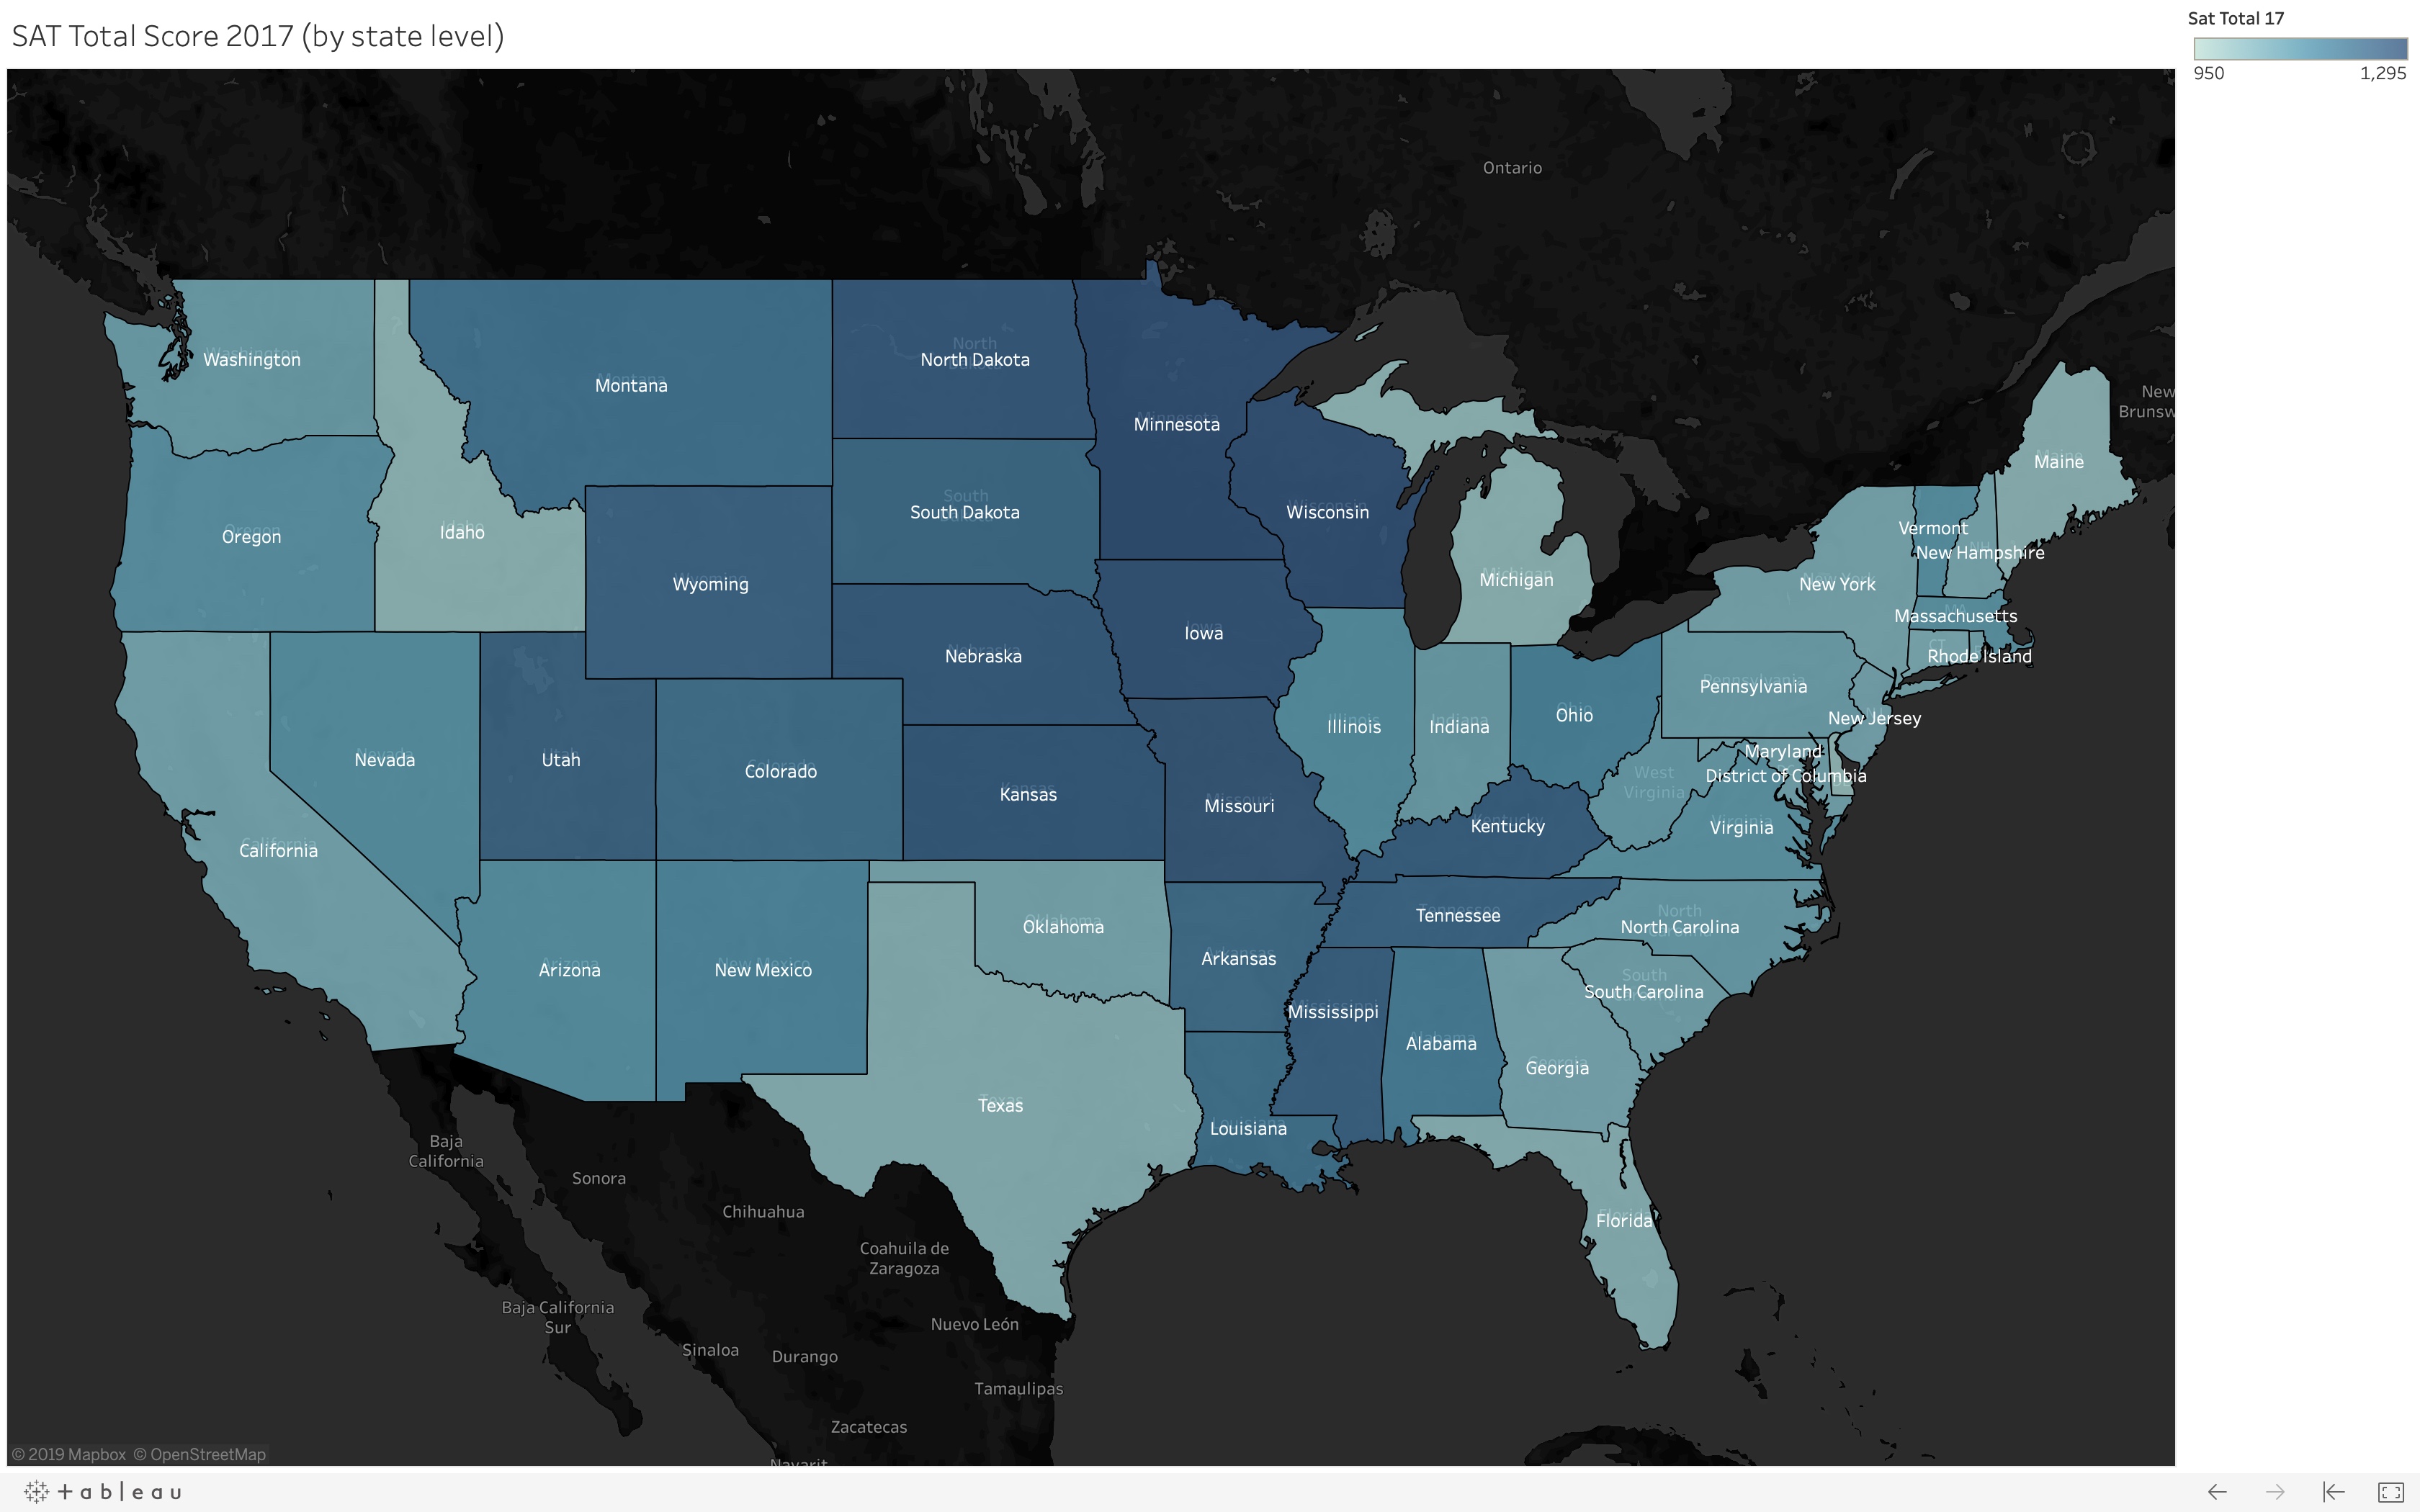 SAT Total Score 2017 (by state level)
Sat Total 17
950
1,295
Ontario
New
Brunsw
Washington
Montana
North Dakota
Minnesota
Maine
South Dakota
Wisconsin
Oregon
Idaho
Vermont
New Hampshire
Wyoming
Michigan
New York
Massachusetts
Iowa
Nebraska
CT
Rhode Island
Pennsylvania
Ohio
New Jersey
Illinois
Indiana
Nevada
Utah
Colorado
Maryland
District of Columbia
West
Virginia
Kansas
Missouri
Kentucky
Virginia
California
Tennessee
Oklahoma
North Carolina
Arkansas
Arizona
New Mexico
South Carolina
Mississippi
Alabama
Georgia
Texas
Louisiana
Baja
California
Sonora
Chihuahua
Florida
Coahuila de
Zaragoza
Baja California
Sur
Nuevo León
Sinaloa
Durango
Tamaulipas
Zacatecas
Nayarit
© 2019 Mapbox © OpenStreetMap
+ a b l e a u